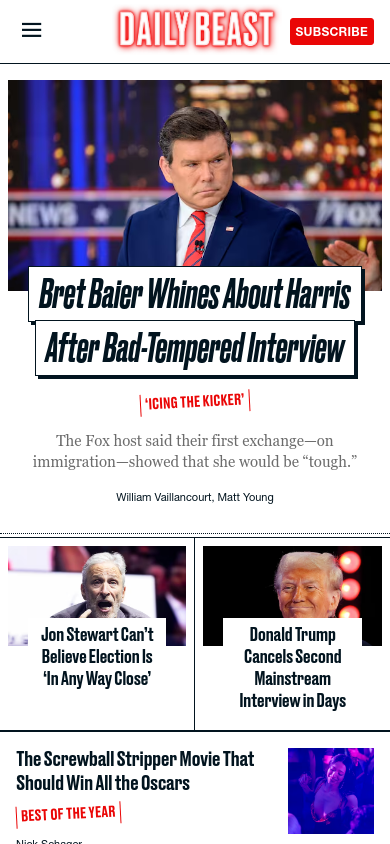 DAILY BEAST
SUBSCRIBE
NEWS
FOX
Bret Baier Whines About Harris
After Bad-Tempered Interview
‘ICING THE KICKER’
The Fox host said their first exchange—on
immigration—showed that she would be “tough.”
William Vaillancourt, Matt Young
Jon Stewart Can’t
Believe Election Is
‘In Any Way Close’
Donald Trump
Cancels Second
Mainstream
Interview in Days
The Screwball Stripper Movie That
Should Win All the Oscars
BEST OF THE YEAR
Nick Schager